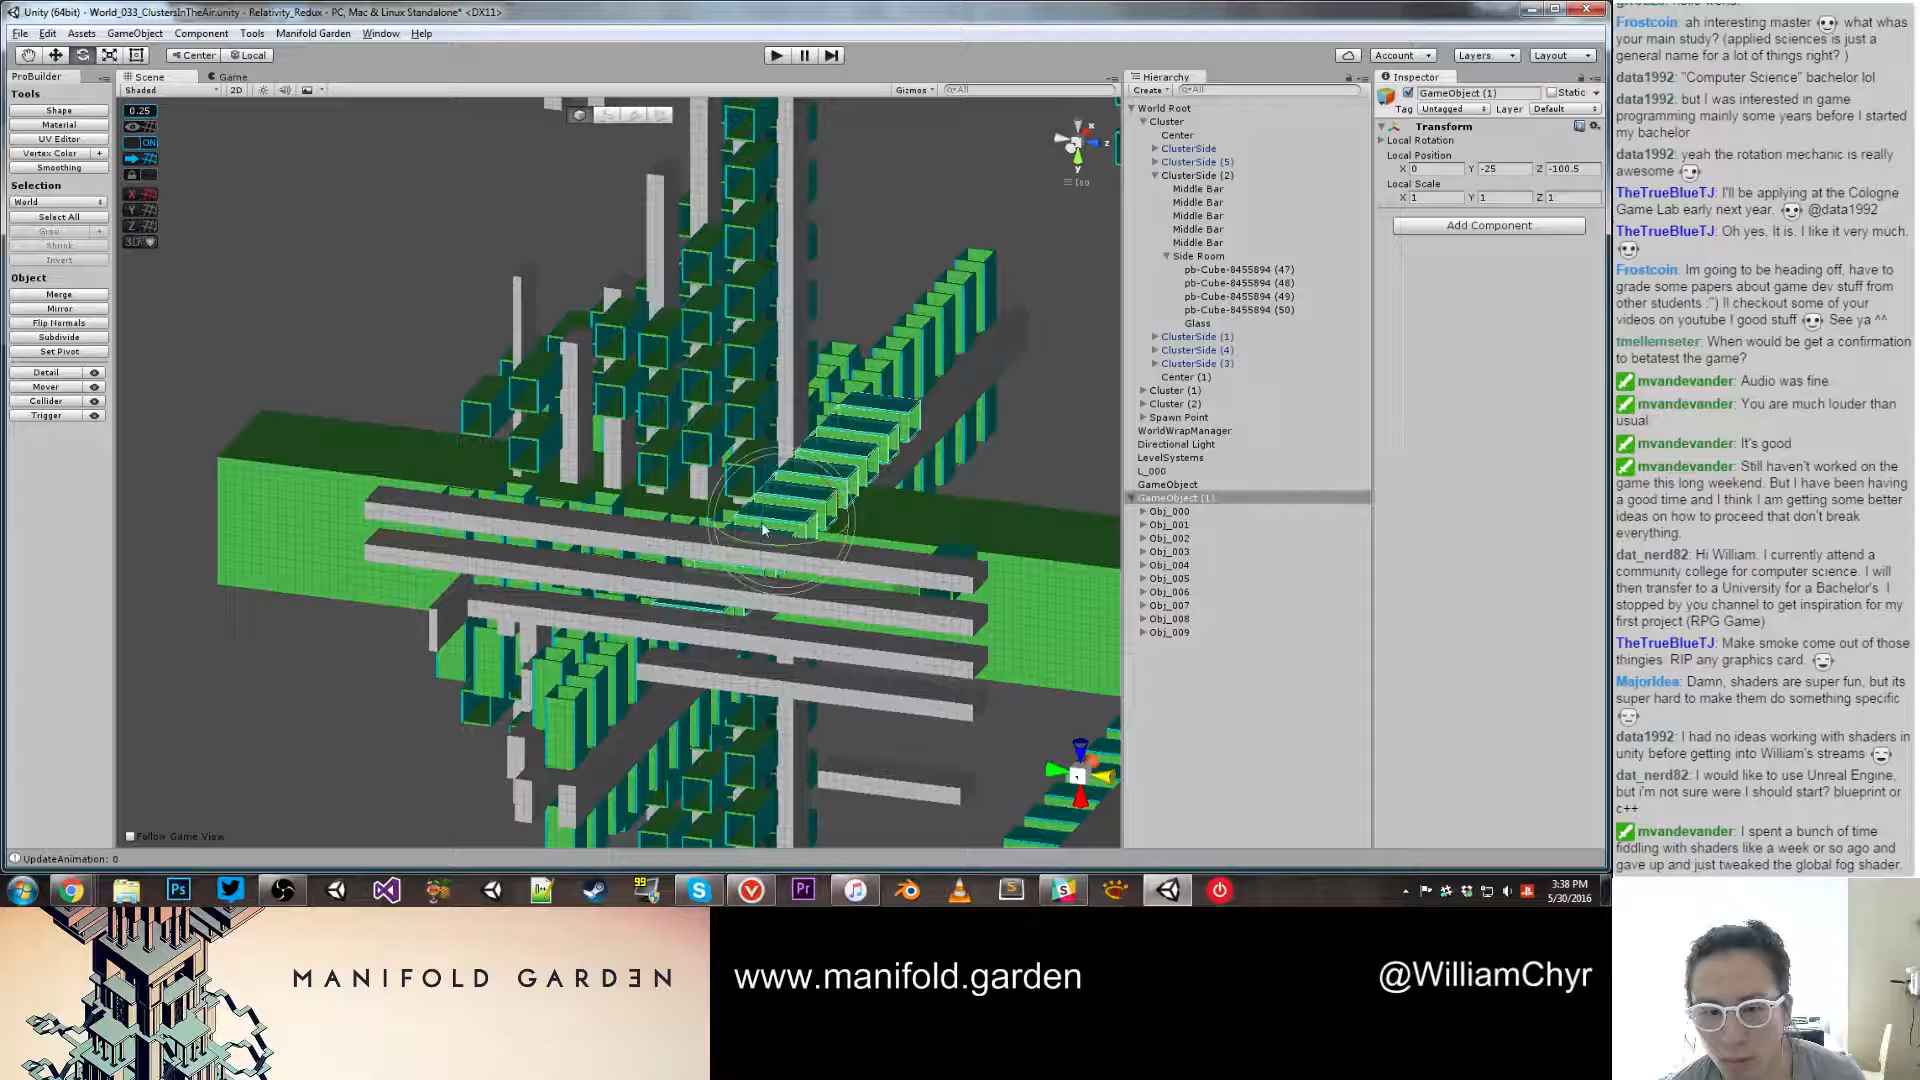 Unity (64bit) - World_033_ClustersInTheAir.unity - Relativity_Redux - PC, Mac & Linux Standalone* <DX11>
File Edit Assets GameObject Component Tools Manifold Garden Window Help
Center Local Account Layers Layout
ProBuilder
Scene Game
Shaded 2D Gizmos All
Tools
Shape
Material
UV Editor
Vertex Color +
Smoothing
Selection
World
Select All
Grow +
Shrink
Invert
Object
Merge
Mirror
Flip Normals
Subdivide
Set Pivot
Detail
Mover
Collider
Trigger
0.25
ON
X
Y
Z
3D
x
z
y
Iso
Follow Game View
UpdateAnimation: 0
Hierarchy
Create All
World Root
Cluster
Center
ClusterSide
ClusterSide (5)
ClusterSide (2)
Middle Bar
Middle Bar
Middle Bar
Middle Bar
Middle Bar
Side Room
pb-Cube-8455894 (47)
pb-Cube-8455894 (48)
pb-Cube-8455894 (49)
pb-Cube-8455894 (50)
Glass
ClusterSide (1)
ClusterSide (4)
ClusterSide (3)
Center (1)
Cluster (1)
Cluster (2)
Spawn Point
WorldWrapManager
Directional Light
LevelSystems
L_000
GameObject
GameObject (1)
Obj_000
Obj_001
Obj_002
Obj_003
Obj_004
Obj_005
Obj_006
Obj_007
Obj_008
Obj_009
Inspector
GameObject (1) Static
Tag Untagged Layer Default
Transform
Local Rotation
Local Position
X 0 Y -25 Z -100.5
Local Scale
X 1 Y 1 Z 1
Add Component
Frostcoin: ah interesting master what whas
your main study? (applied sciences is just a
general name for a lot of things right? )
data1992: "Computer Science" bachelor lol
data1992: but I was interested in game
programming mainly some years before I started
my bachelor
data1992: yeah the rotation mechanic is really
awesome
TheTrueBlueTJ: I'll be applying at the Cologne
Game Lab early next year. @data1992
TheTrueBlueTJ: Oh yes. It is. I like it very much.
Frostcoin: Im going to be heading off, have to
grade some papers about game dev stuff from
other students :") Il checkout some of your
videos on youtube I good stuff See ya ^^
tmellemseter: When would be get a confirmation
to betatest the game?
mvandevander: Audio was fine.
mvandevander: You are much louder than
usual
mvandevander: It's good
mvandevander: Still haven't worked on the
game this long weekend. But I have been having
a good time and I think I am getting some better
ideas on how to proceed that don't break
everything.
dat_nerd82: Hi William. I currently attend a
community college for computer science. I will
then transfer to a University for a Bachelor's I
stopped by you channel to get inspiration for my
first project (RPG Game)
TheTrueBlueTJ: Make smoke come out of those
thingies RIP any graphics card.
MajorIdea: Damn, shaders are super fun, but its
super hard to make them do something specific
data1992: I had no ideas working with shaders in
unity before getting into William's streams
dat_nerd82: I would like to use Unreal Engine,
but i'm not sure were I should start? blueprint or
c++
mvandevander: I spent a bunch of time
fiddling with shaders like a week or so ago and
gave up and just tweaked the global fog shader.
Ps
99
Pr
3:38 PM
5/30/2016
MANIFOLD GARDƎN
www.manifold.garden
@WilliamChyr